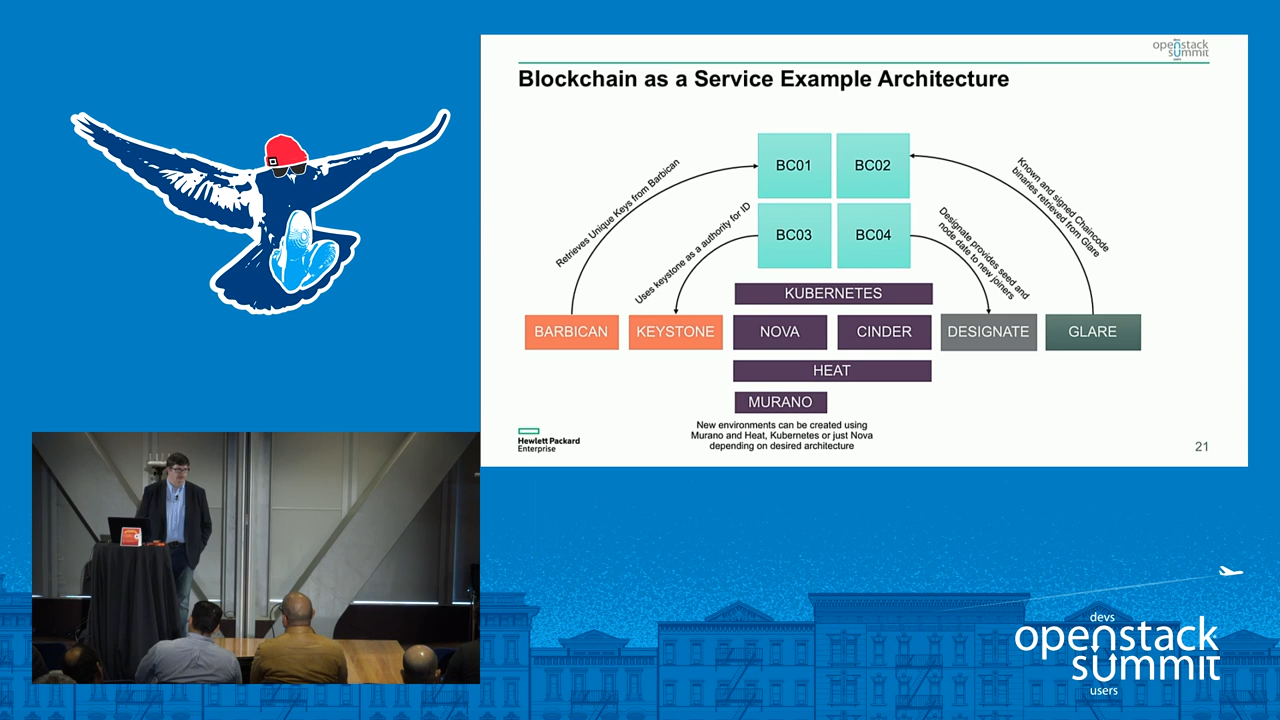 devs
openstack
summit
users
Blockchain as a Service Example Architecture
BC01
BC02
BC03
BC04
Retrieves Unique Keys from Barbican
Uses keystone as a authority for ID
Designate provides seed and
node date to new joiners
Known and signed Chaincode
binaries retrieved from Glare
KUBERNETES
BARBICAN
KEYSTONE
NOVA
CINDER
DESIGNATE
GLARE
HEAT
MURANO
New environments can be created using
Murano and Heat, Kubernetes or just Nova
depending on desired architecture
Hewlett Packard
Enterprise
21
devs
openstack
summit
users